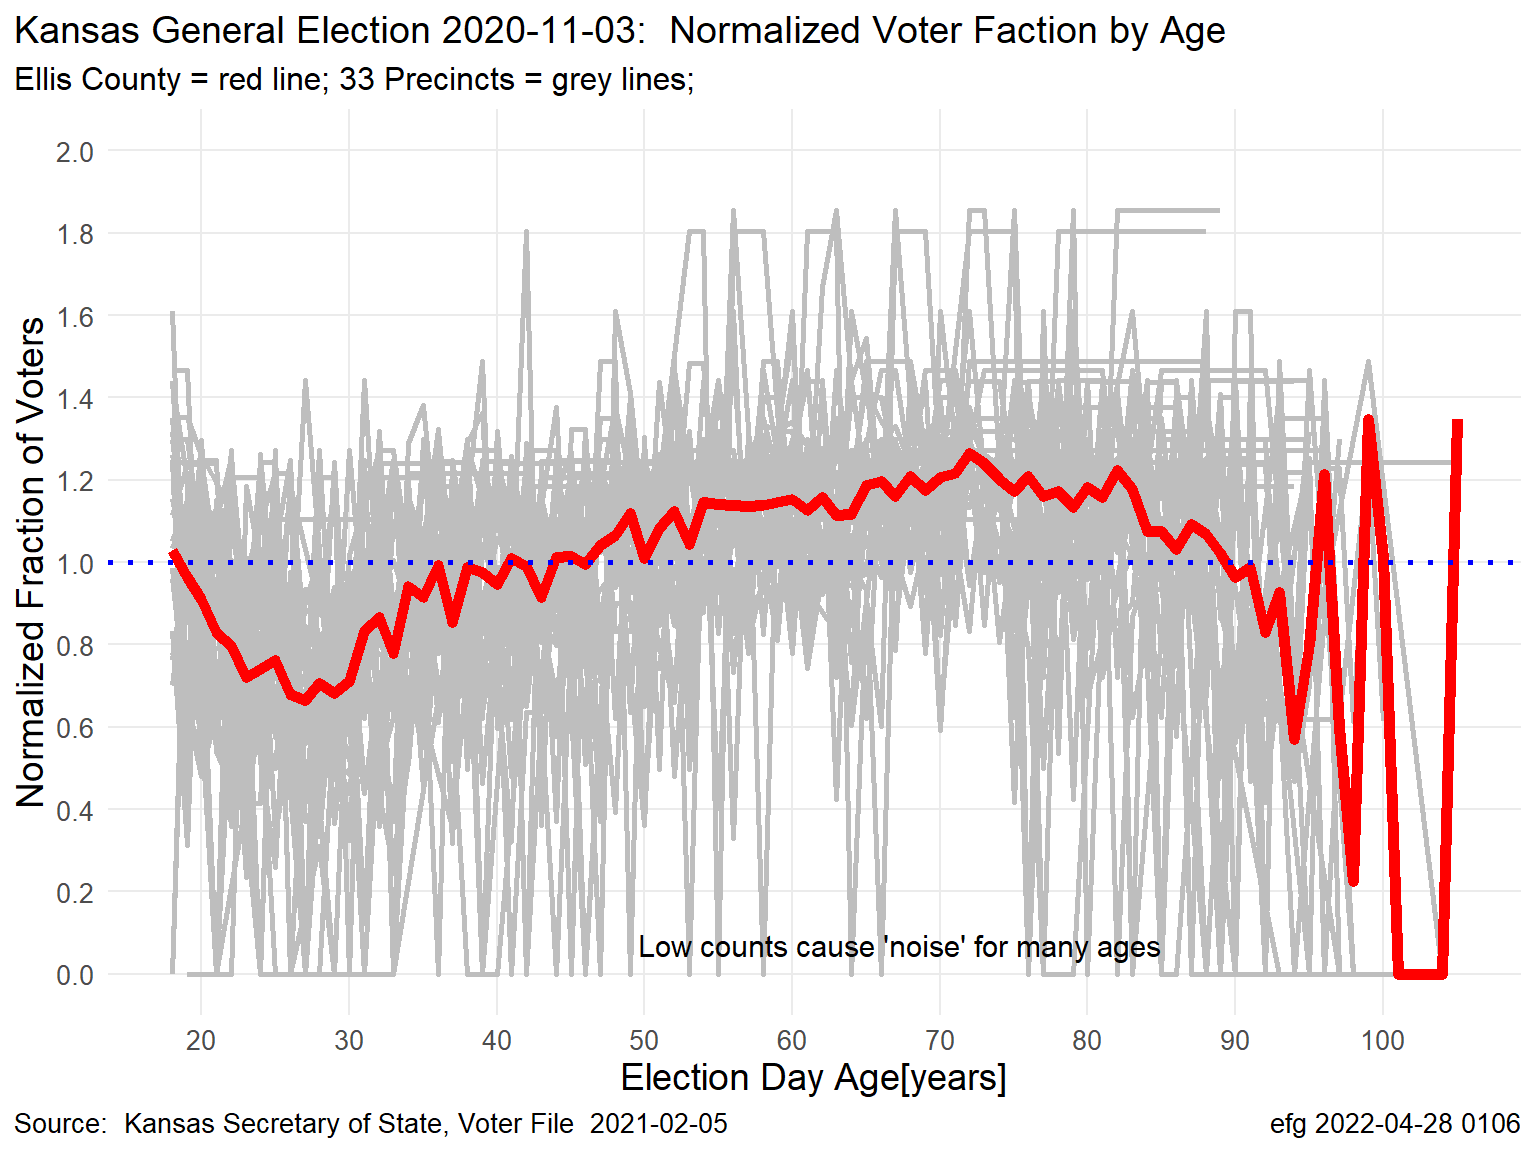 Kansas General Election 2020-11-03:  Normalized Voter Faction by Age
Ellis County = red line; 33 Precincts = grey lines;
Normalized Fraction of Voters
2.0
1.8
1.6
1.4
1.2
1.0
0.8
0.6
0.4
0.2
0.0
Low counts cause 'noise' for many ages
20 30 40 50 60 70 80 90 100
Election Day Age[years]
Source:  Kansas Secretary of State, Voter File  2021-02-05
efg 2022-04-28 0106